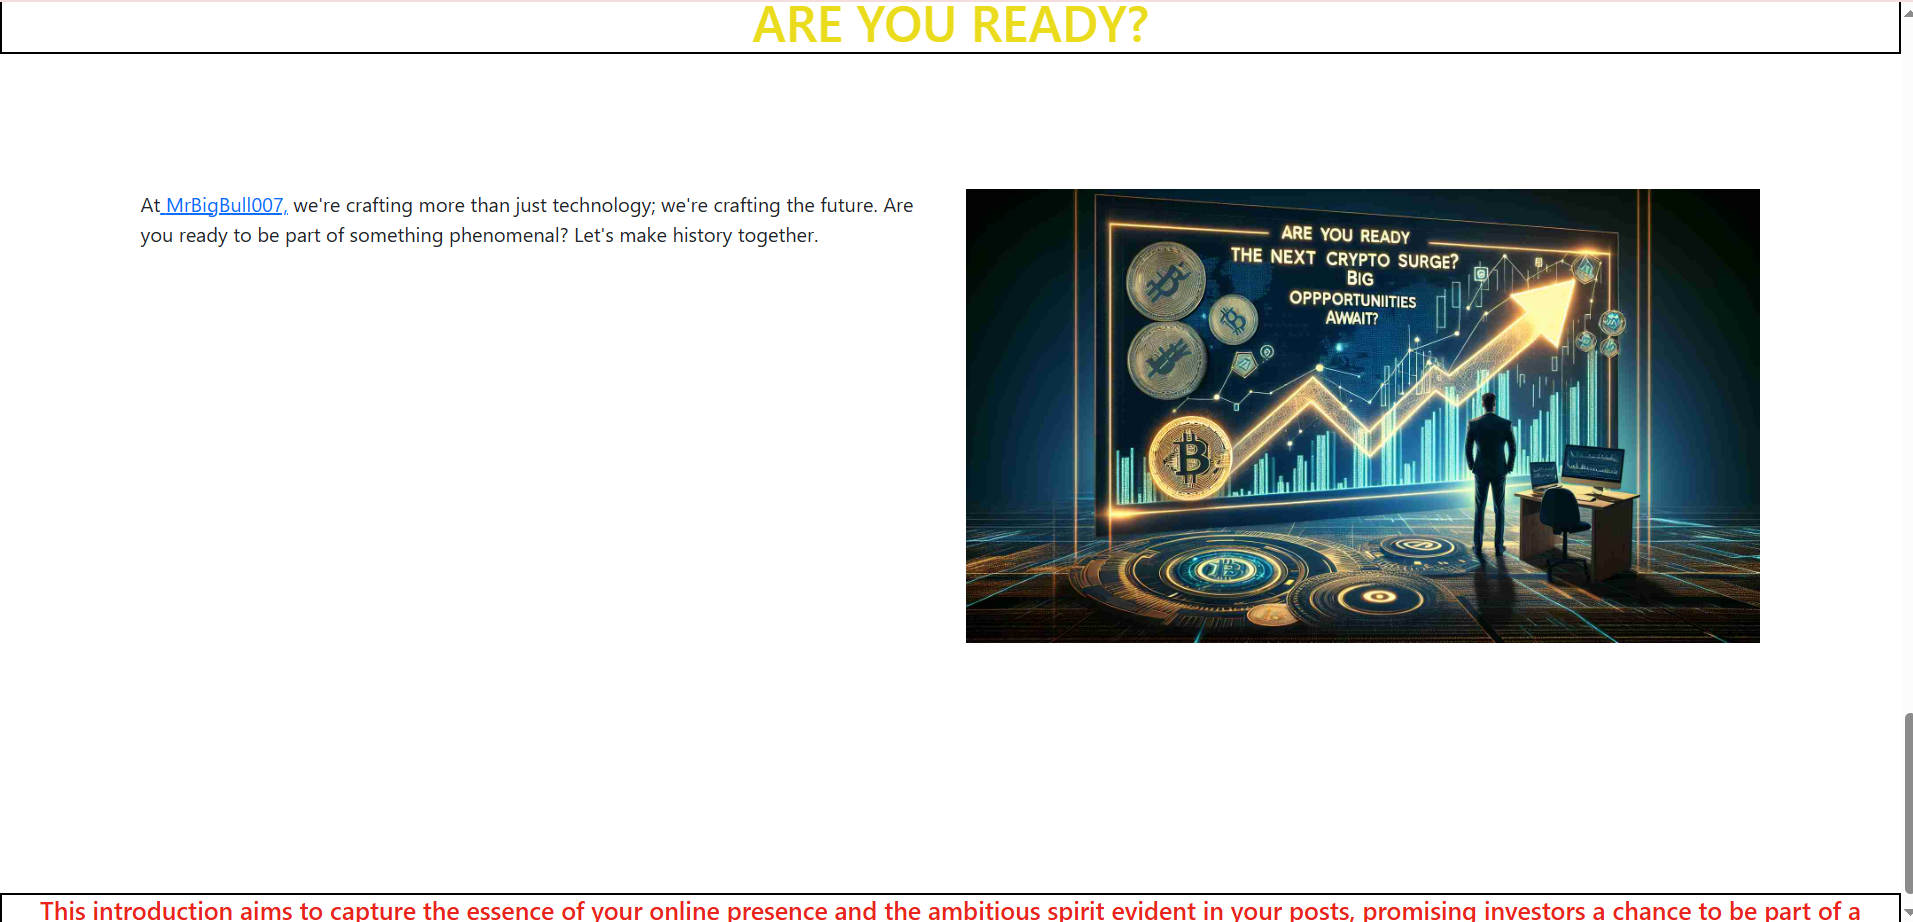 ARE YOU READY?
At MrBigBull007, we're crafting more than just technology; we're crafting the future. Are
you ready to be part of something phenomenal? Let's make history together.
ARE YOU READY
THE NEXT CRYPTO SURGE?
BIG
OPPPORTUNIITIES
AWAIT?
This introduction aims to capture the essence of your online presence and the ambitious spirit evident in your posts, promising investors a chance to be part of a